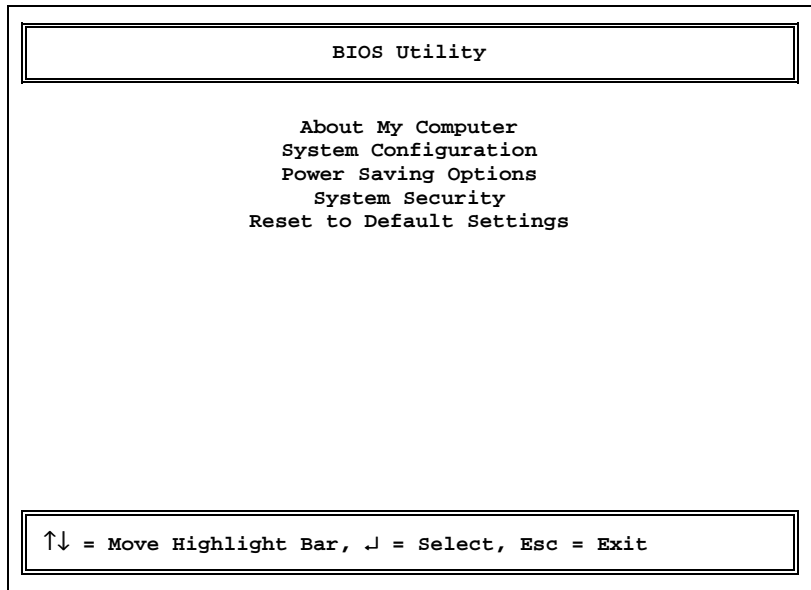 BIOS Utility
About My Computer
System Configuration
Power Saving Options
System Security
Reset to Default Settings
↑↓ = Move Highlight Bar, ↵ = Select, Esc = Exit